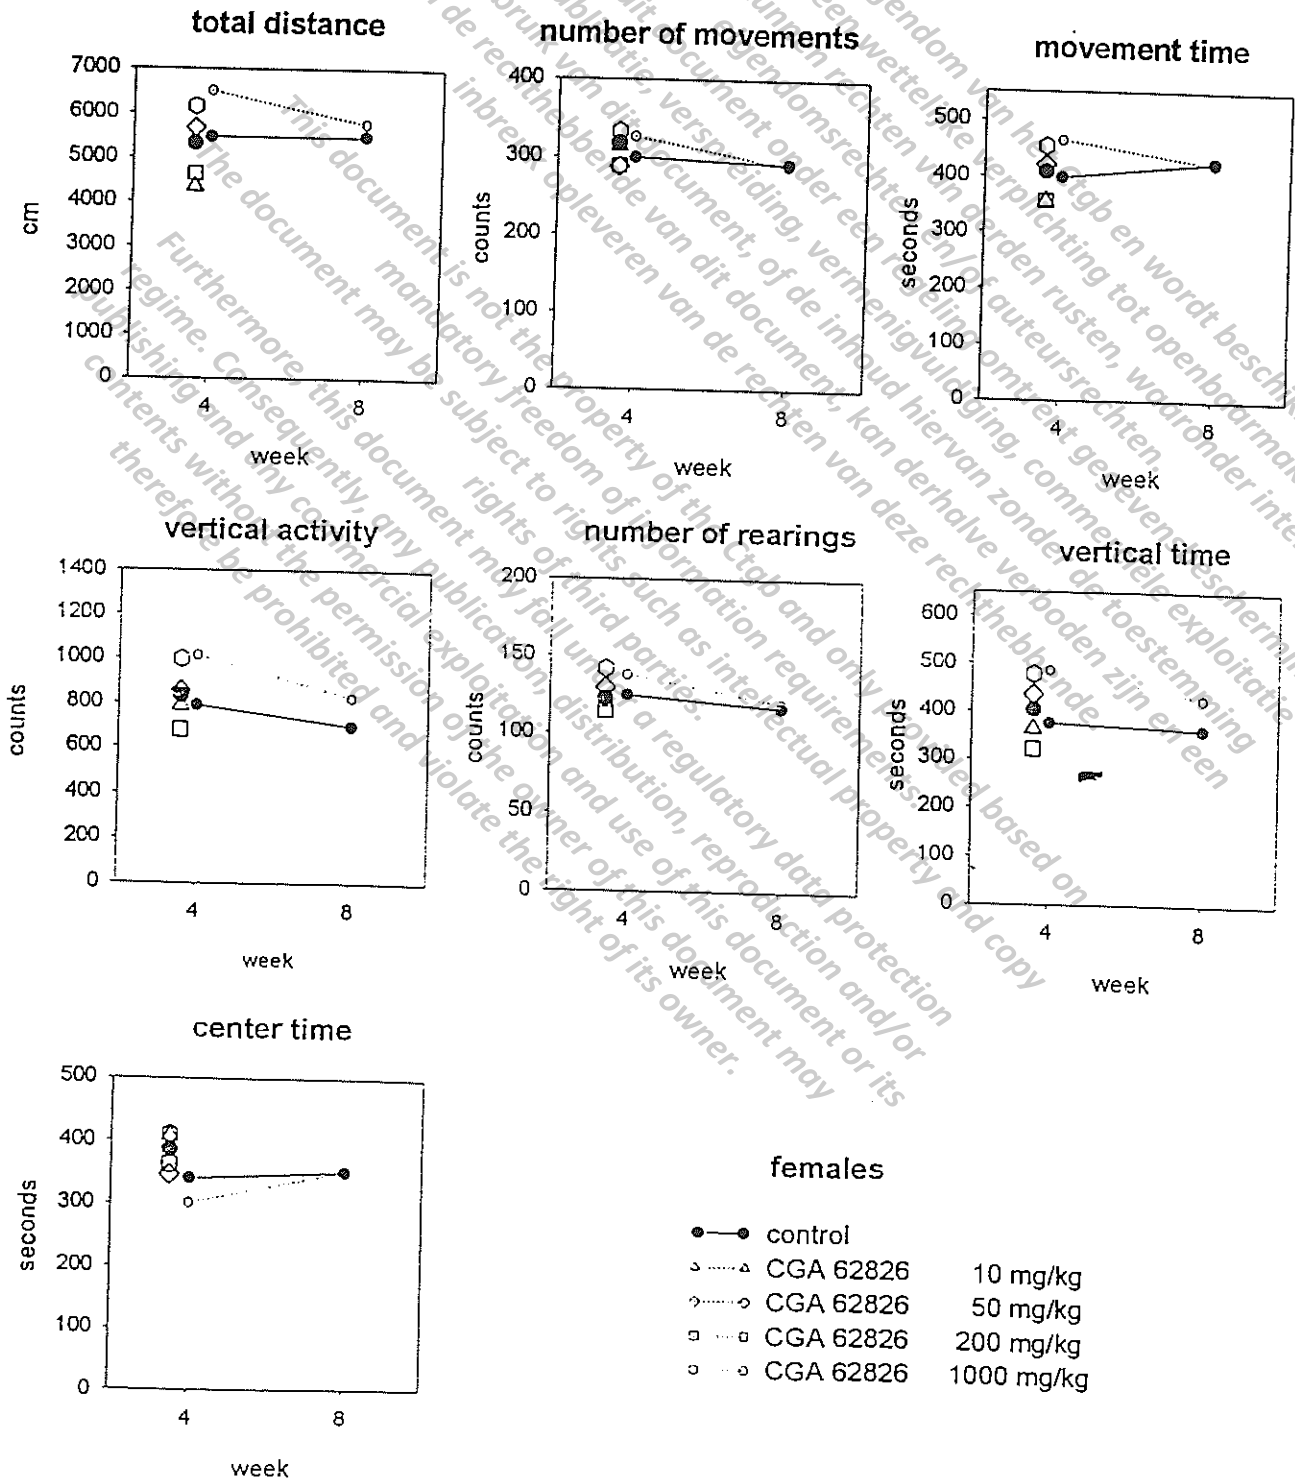 total distance
7000
6000
5000
4000
3000
2000
1000
0
cm
4
8
week
number of movements
400
300
200
100
0
counts
4
8
week
movement time
500
400
300
200
100
0
seconds
4
8
week
vertical activity
1400
1200
1000
800
600
400
200
0
counts
4
8
week
number of rearings
200
150
100
50
0
counts
4
8
week
vertical time
600
500
400
300
200
100
0
seconds
4
8
week
center time
500
400
300
200
100
0
seconds
4
8
week
females
control
CGA 62826 10 mg/kg
CGA 62826 50 mg/kg
CGA 62826 200 mg/kg
CGA 62826 1000 mg/kg
This document is not the property of the Ctgb and only provided based on
mandatory freedom of information requirements.
The document may be subject to rights such as intellectual property and copy
rights of third parties.
Furthermore, this document may fall under a regulatory data protection
regime. Consequently, any publication, distribution, reproduction and/or
publishing and any commercial exploitation and use of this document or its
contents without the permission of the owner of this document may
therefore be prohibited and violate the right of its owner.